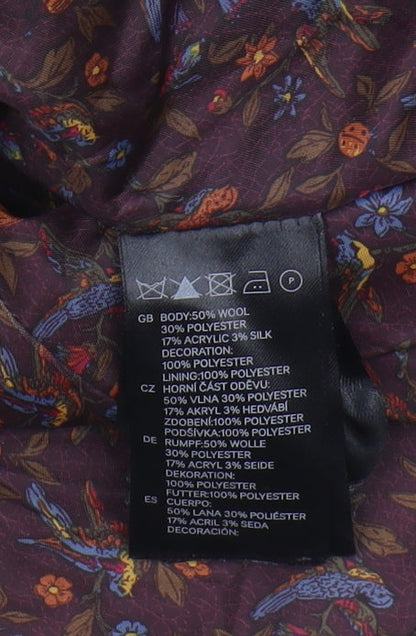 P
GB BODY:50% WOOL
30% POLYESTER
17% ACRYLIC 3% SILK
DECORATION:
100% POLYESTER
LINING:100% POLYESTER
CZ HORNÍ ČÁST ODĚVU:
50% VLNA 30% POLYESTER
17% AKRYL 3% HEDVÁBÍ
ZDOBENÍ:100% POLYESTER
PODŠÍVKA:100% POLYESTER
DE RUMPF:50% WOLLE
30% POLYESTER
17% ACRYL 3% SEIDE
DEKORATION:
100% POLYESTER
FUTTER:100% POLYESTER
ES CUERPO:
50% LANA 30% POLIÉSTER
17% ACRIL 3% SEDA
DECORACIÓN: